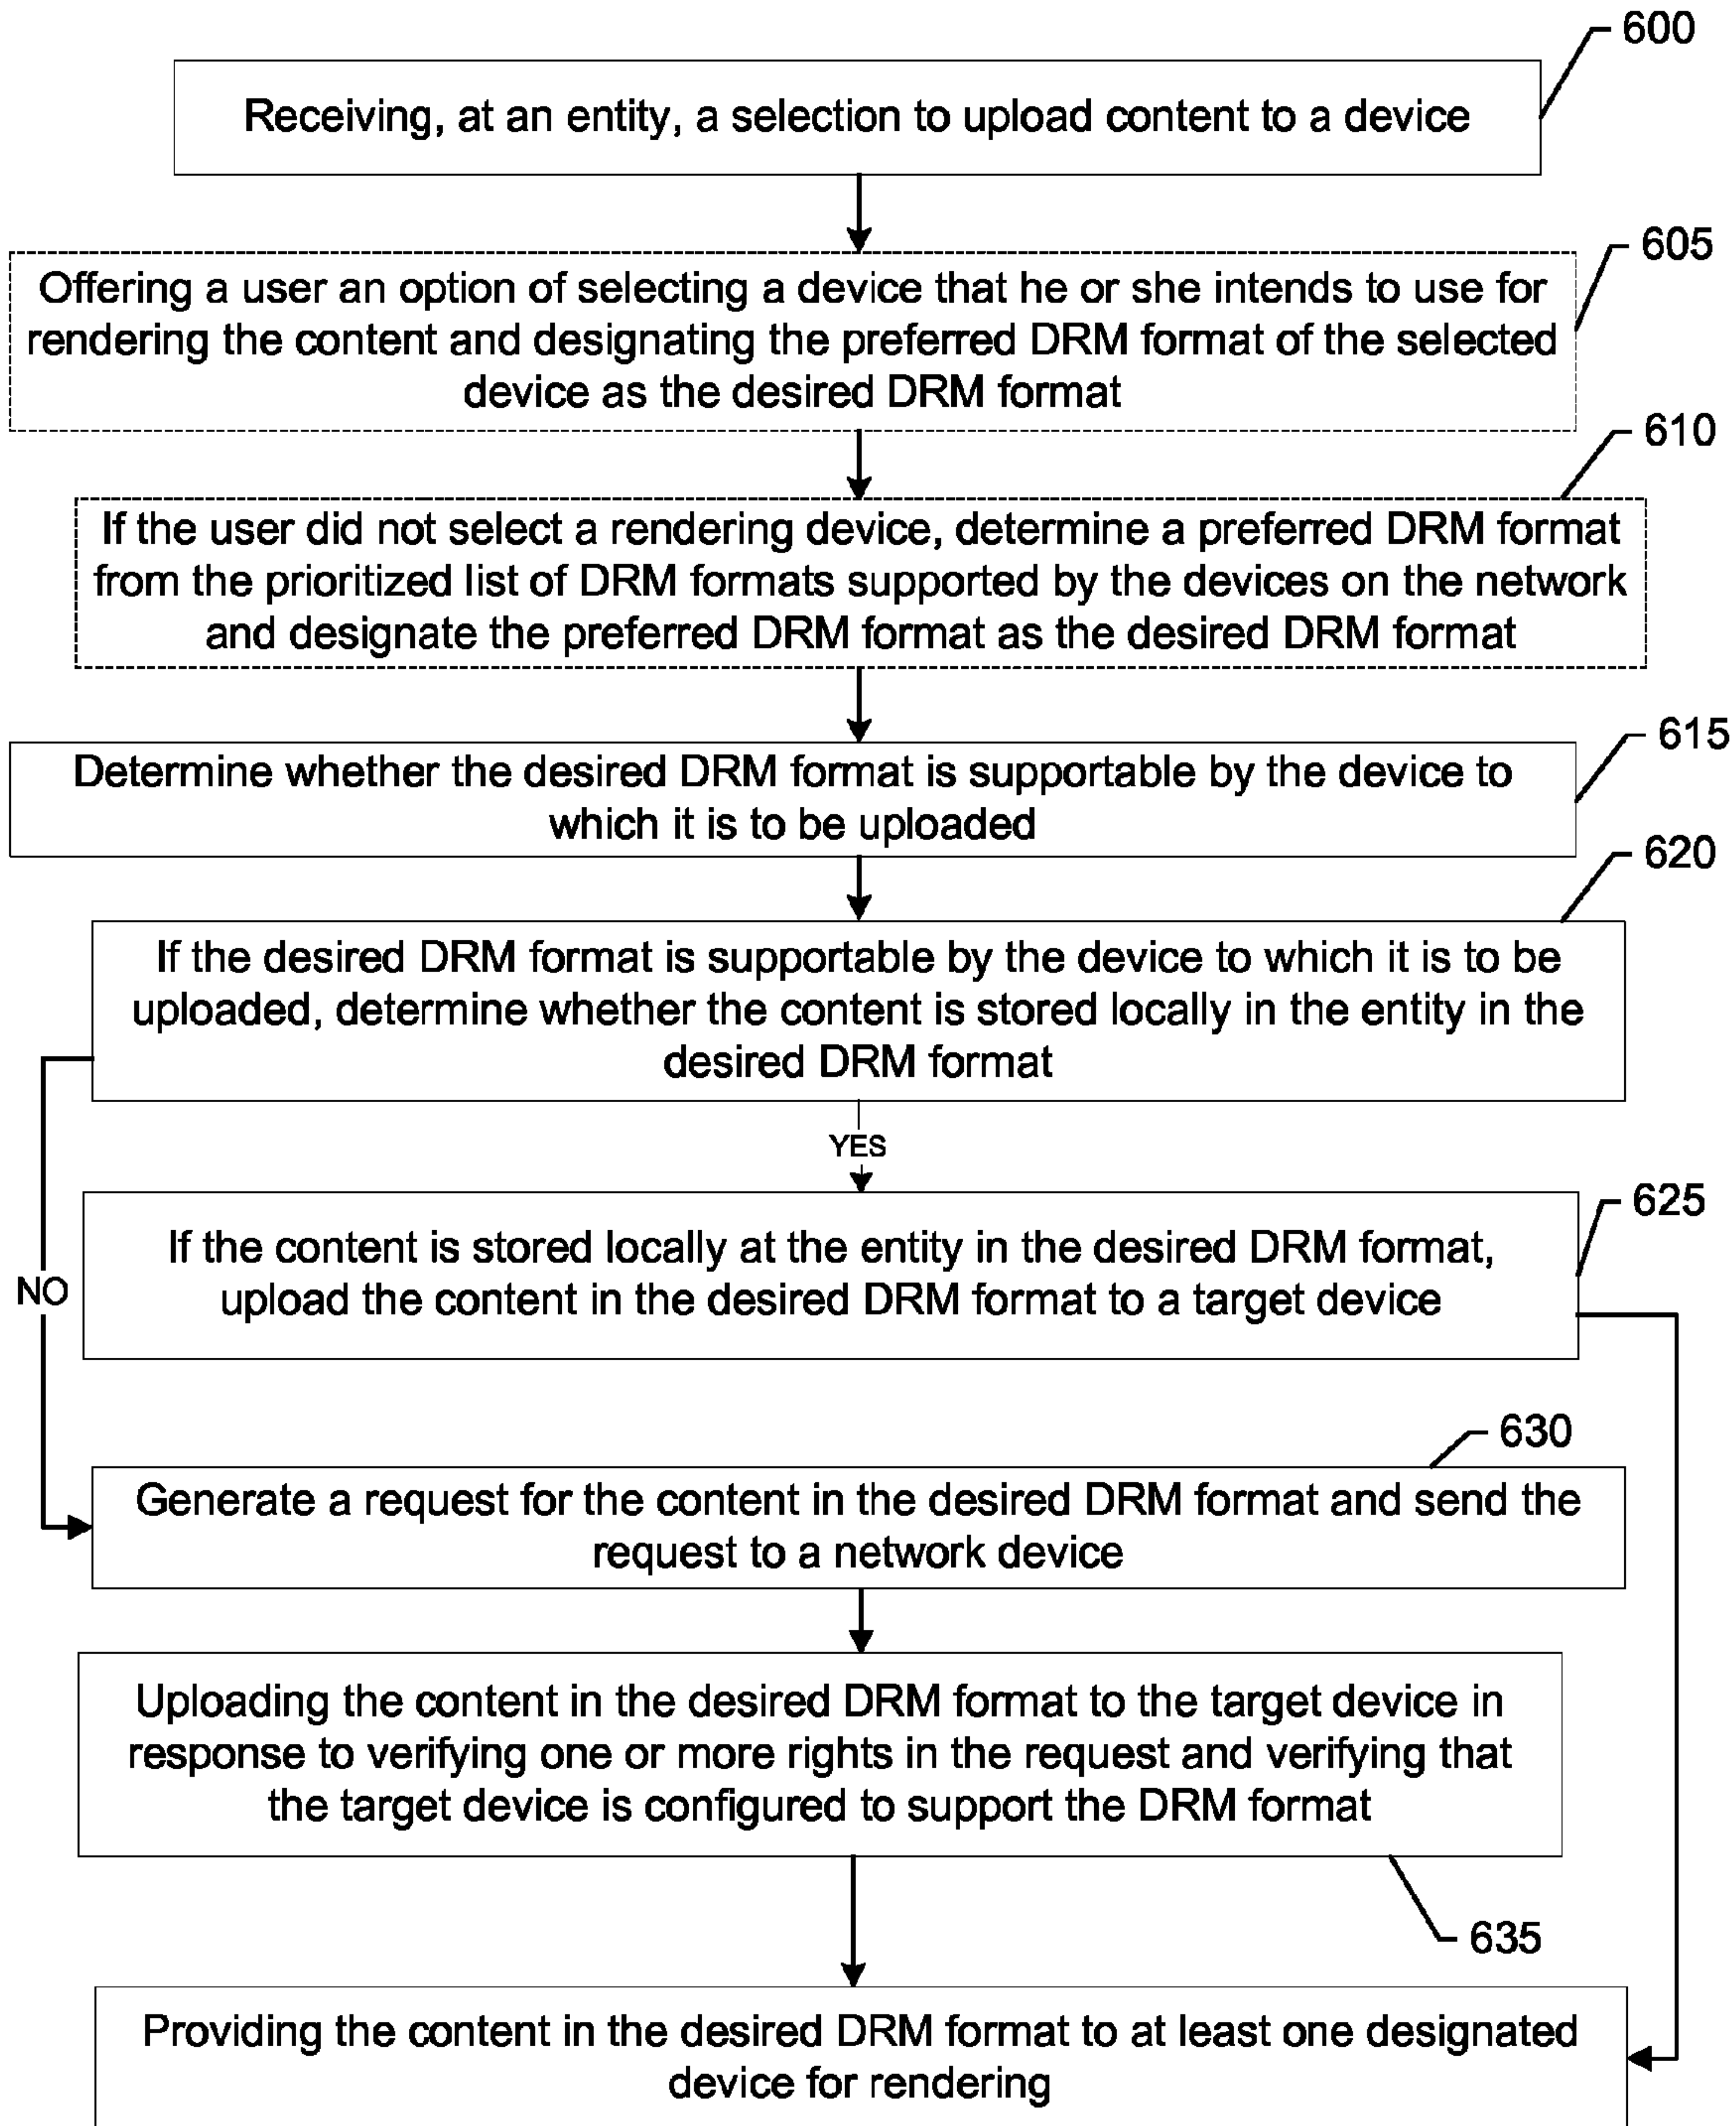 600
Receiving, at an entity, a selection to upload content to a device
605
Offering a user an option of selecting a device that he or she intends to use for
rendering the content and designating the preferred DRM format of the selected
device as the desired DRM format
610
If the user did not select a rendering device, determine a preferred DRM format
from the prioritized list of DRM formats supported by the devices on the network
and designate the preferred DRM format as the desired DRM format
615
Determine whether the desired DRM format is supportable by the device to
which it is to be uploaded
620
If the desired DRM format is supportable by the device to which it is to be
uploaded, determine whether the content is stored locally in the entity in the
desired DRM format
YES
625
If the content is stored locally at the entity in the desired DRM format,
upload the content in the desired DRM format to a target device
NO
630
Generate a request for the content in the desired DRM format and send the
request to a network device
Uploading the content in the desired DRM format to the target device in
response to verifying one or more rights in the request and verifying that
the target device is configured to support the DRM format
635
Providing the content in the desired DRM format to at least one designated
device for rendering